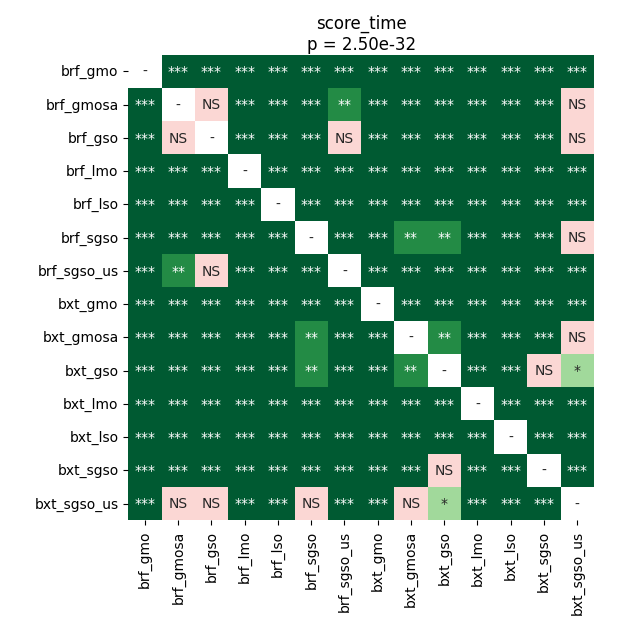 score_time
p = 2.50e-32
brf_gmo - *** *** *** *** *** *** *** *** *** *** *** *** ***
brf_gmosa *** - NS *** *** *** ** *** *** *** *** *** *** NS
brf_gso *** NS - *** *** *** NS *** *** *** *** *** *** NS
brf_lmo *** *** *** - *** *** *** *** *** *** *** *** *** ***
brf_lso *** *** *** *** - *** *** *** *** *** *** *** *** ***
brf_sgso *** *** *** *** *** - *** *** ** ** *** *** *** NS
brf_sgso_us *** ** NS *** *** *** - *** *** *** *** *** *** ***
bxt_gmo *** *** *** *** *** *** *** - *** *** *** *** *** ***
bxt_gmosa *** *** *** *** *** ** *** *** - ** *** *** *** NS
bxt_gso *** *** *** *** *** ** *** *** ** - *** *** NS *
bxt_lmo *** *** *** *** *** *** *** *** *** *** - *** *** ***
bxt_lso *** *** *** *** *** *** *** *** *** *** *** - *** ***
bxt_sgso *** *** *** *** *** *** *** *** *** NS *** *** - ***
bxt_sgso_us *** NS NS *** *** NS *** *** NS * *** *** *** -
brf_gmo brf_gmosa brf_gso brf_lmo brf_lso brf_sgso brf_sgso_us bxt_gmo bxt_gmosa bxt_gso bxt_lmo bxt_lso bxt_sgso bxt_sgso_us